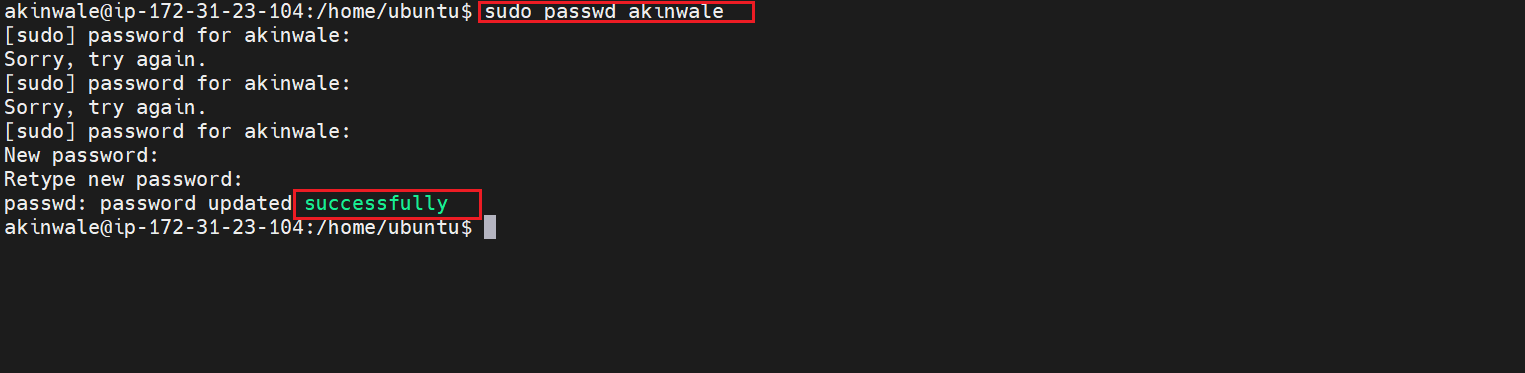 akinwale@ip-172-31-23-104:/home/ubuntu$ sudo passwd akinwale
[sudo] password for akinwale:
Sorry, try again.
[sudo] password for akinwale:
Sorry, try again.
[sudo] password for akinwale:
New password:
Retype new password:
passwd: password updated successfully
akinwale@ip-172-31-23-104:/home/ubuntu$